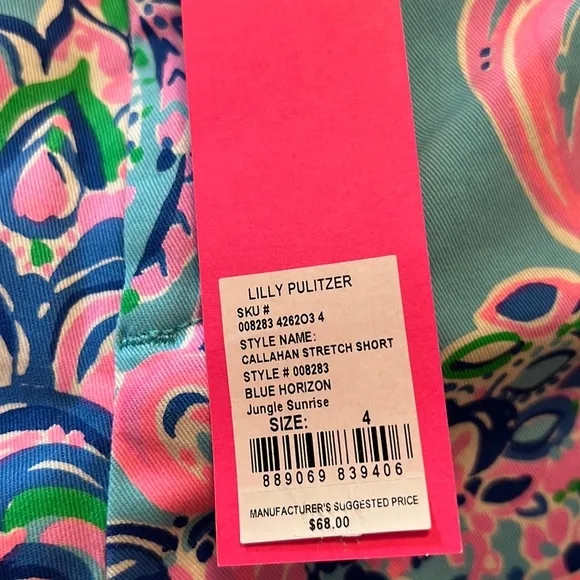 LILLY PULITZER
SKU #
008283 4262O3 4
STYLE NAME:
CALLAHAN STRETCH SHORT
STYLE # 008283
BLUE HORIZON
Jungle Sunrise
SIZE: 4
889069 839406
MANUFACTURER'S SUGGESTED PRICE
$68.00